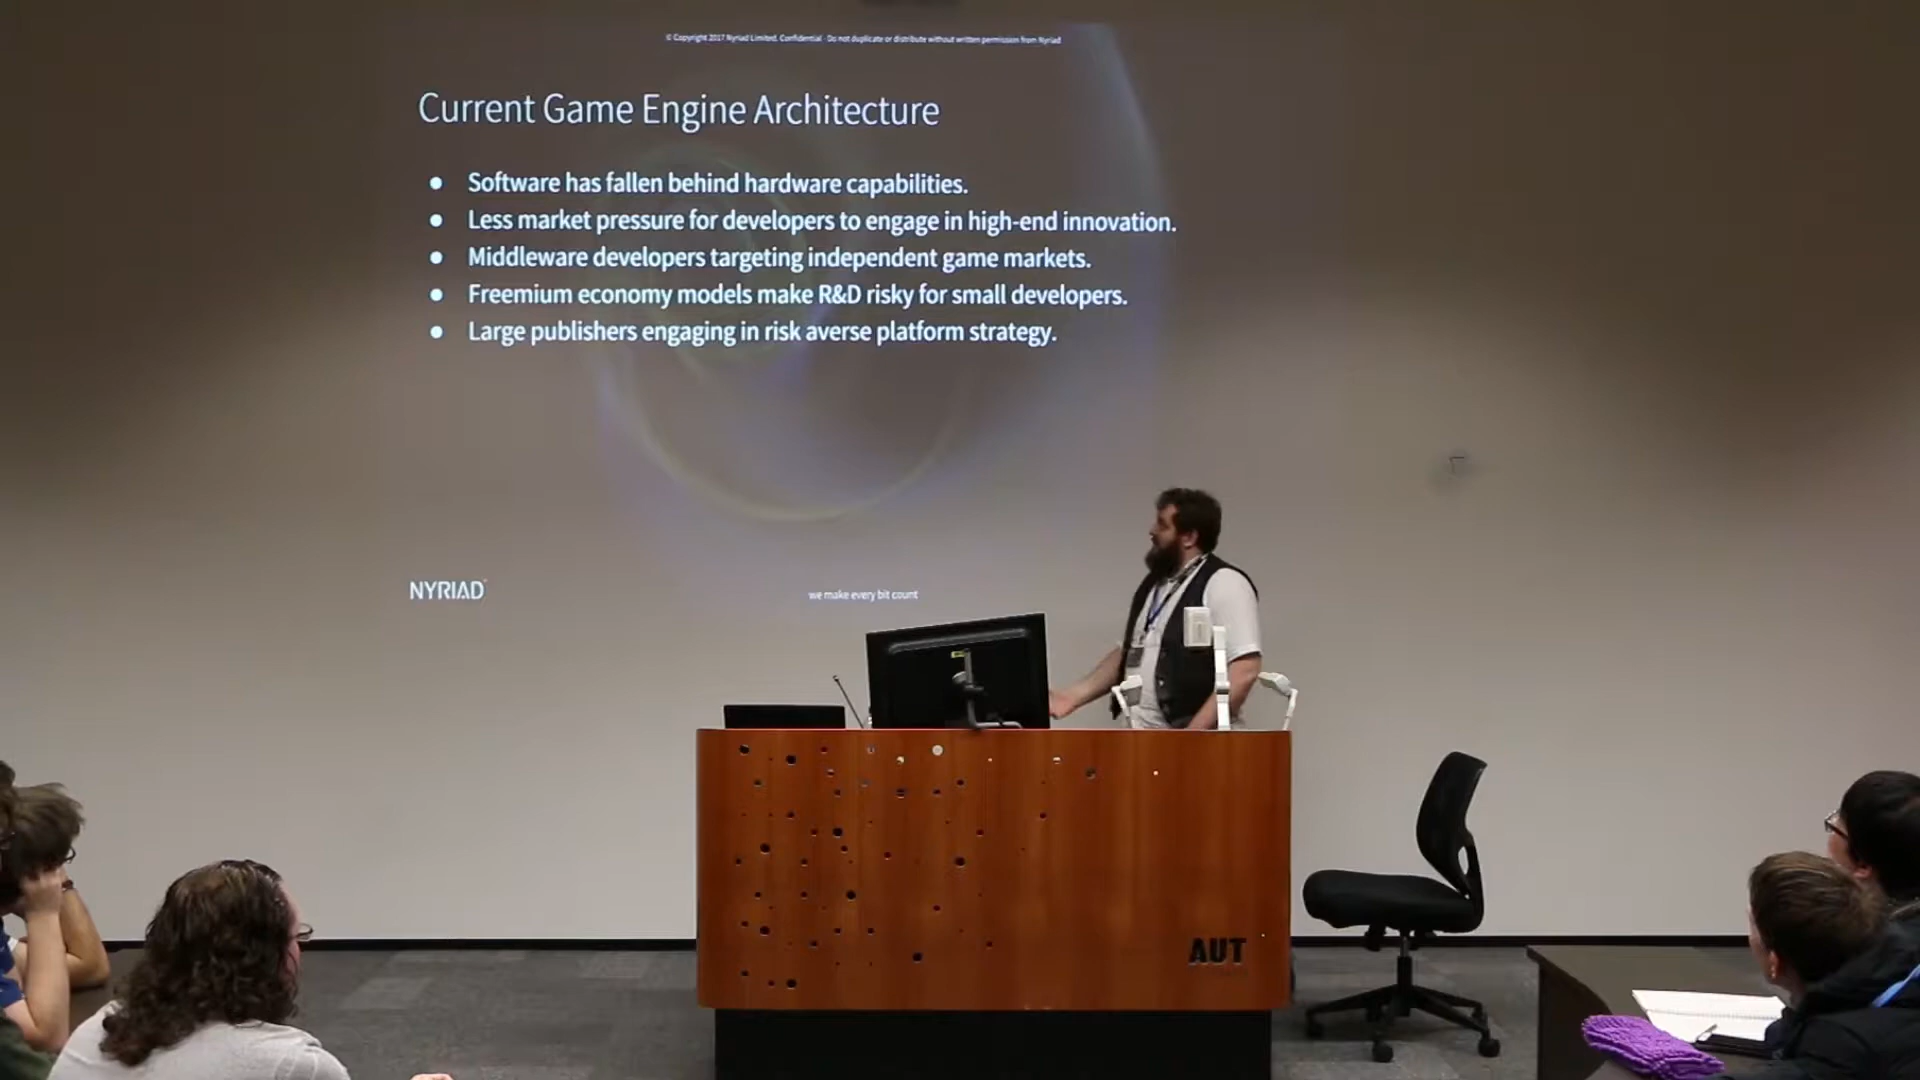 © Copyright 2017 Nyriad Limited. Confidential - Do not duplicate or distribute without written permission from Nyriad
Current Game Engine Architecture
● Software has fallen behind hardware capabilities.
● Less market pressure for developers to engage in high-end innovation.
● Middleware developers targeting independent game markets.
● Freemium economy models make R&D risky for small developers.
● Large publishers engaging in risk averse platform strategy.
NYRIAD
we make every bit count
AUT